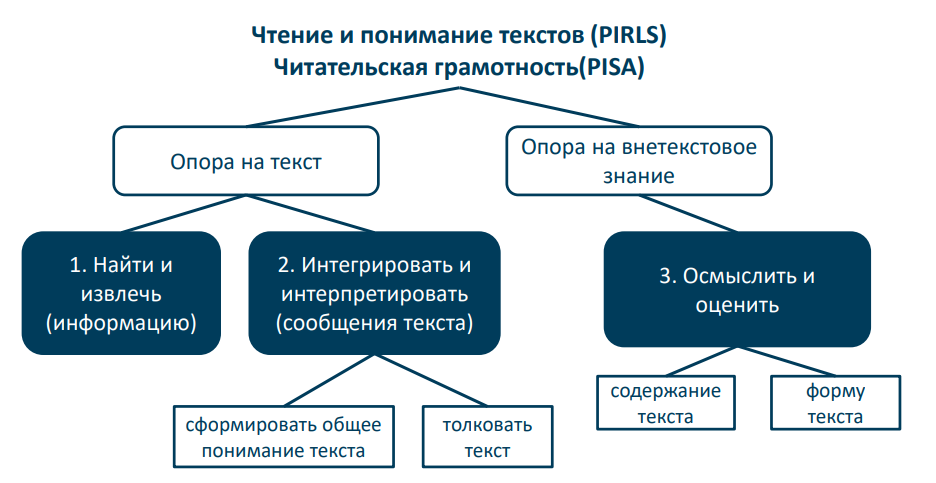 Чтение и понимание текстов (PIRLS)
Читательская грамотность(PISA)
Опора на текст
Опора на внетекстовое
знание
1. Найти и
извлечь
(информацию)
2. Интегрировать и
интерпретировать
(сообщения текста)
3. Осмыслить и
оценить
сформировать общее
понимание текста
толковать
текст
содержание
текста
форму
текста